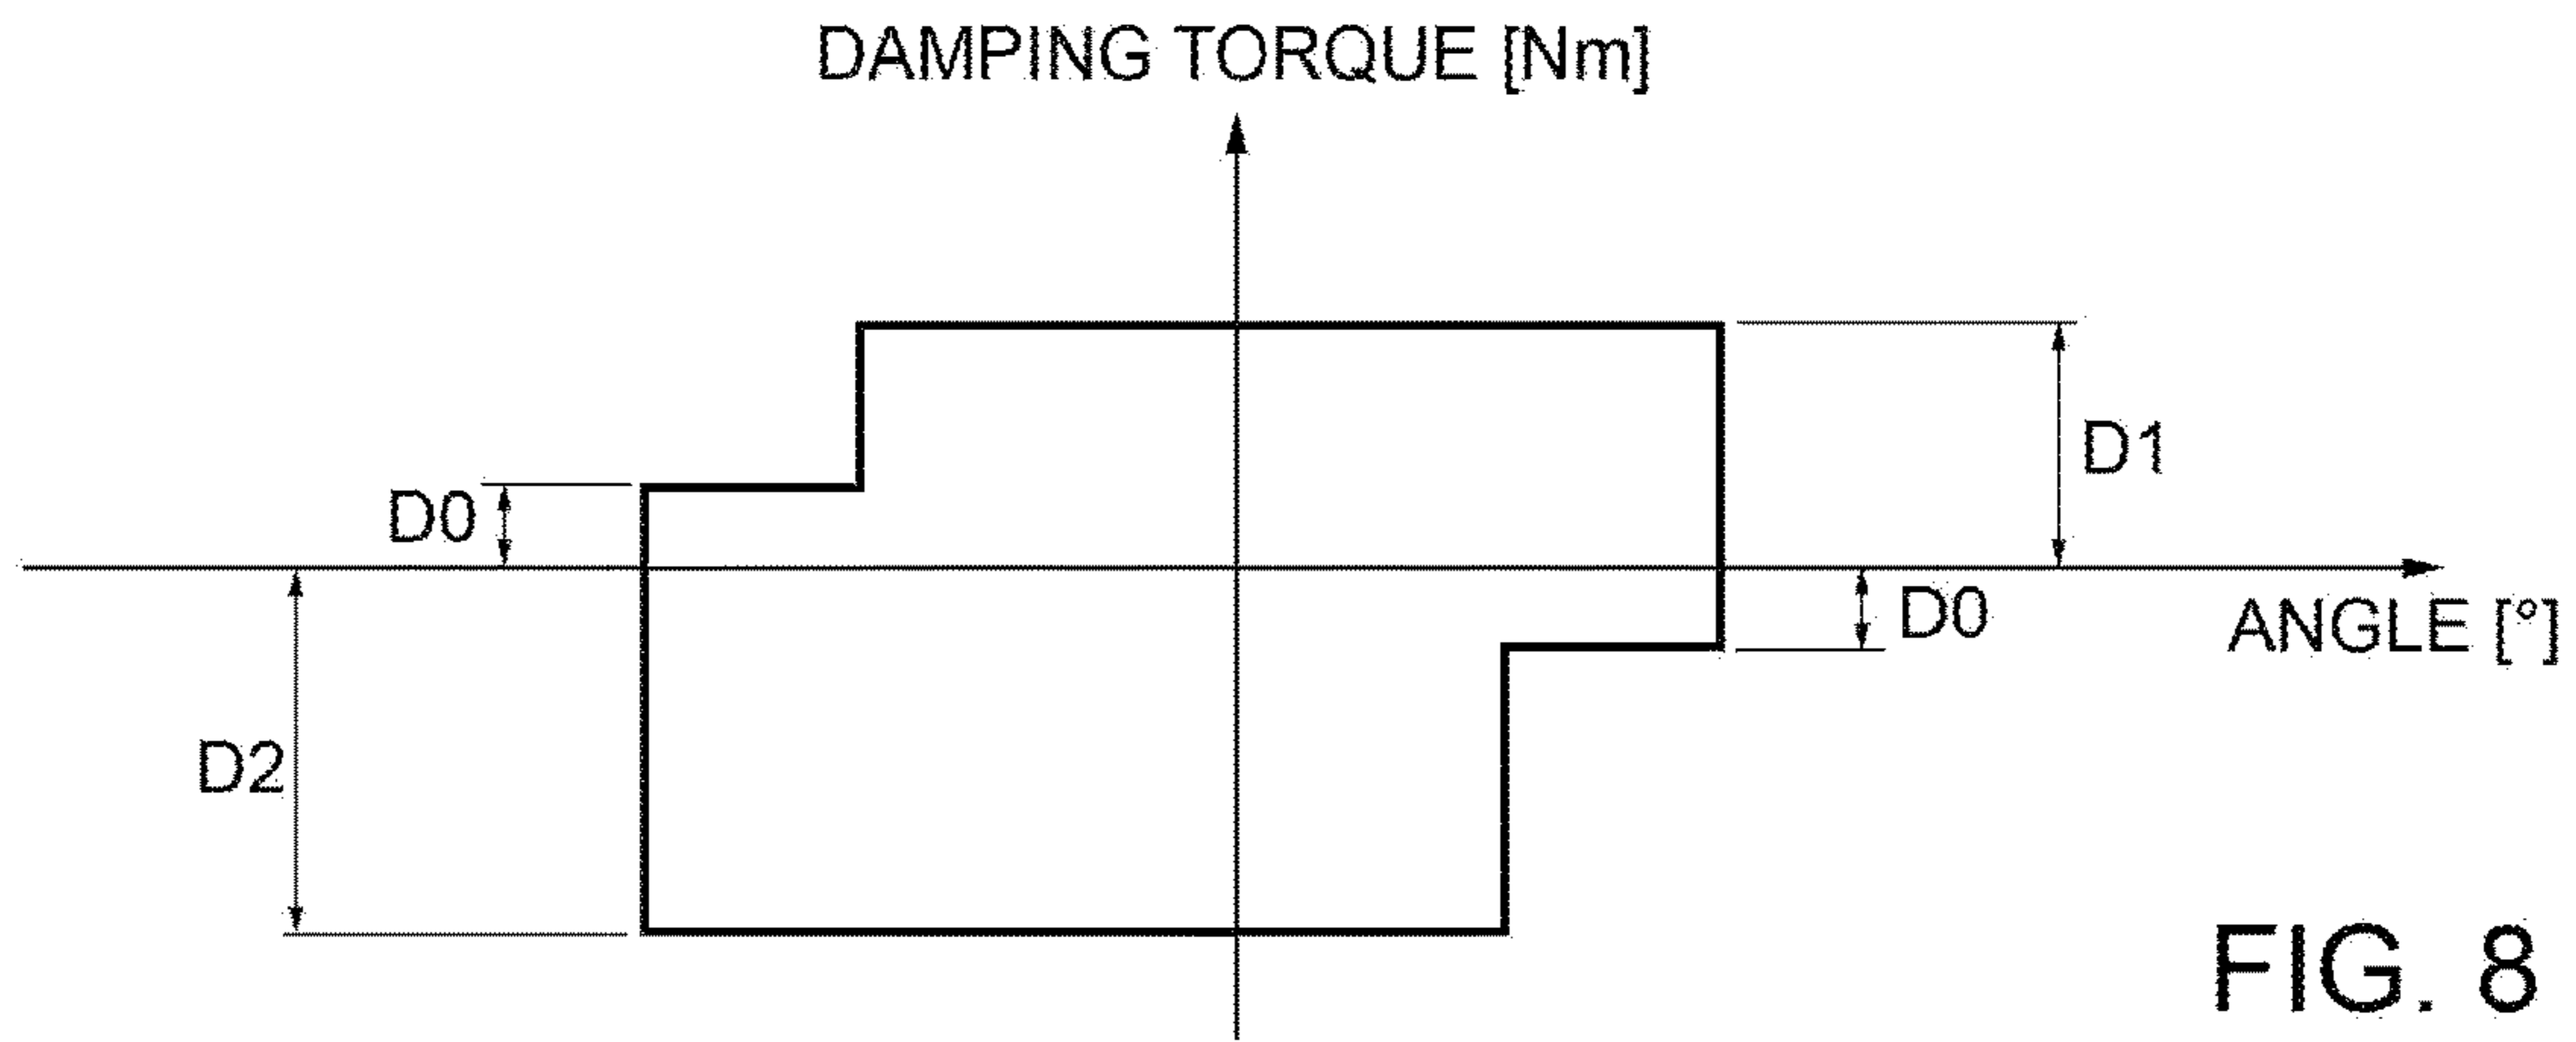 DAMPING TORQUE [Nm]
D1
D0
D0
ANGLE [°]
D2
FIG. 8